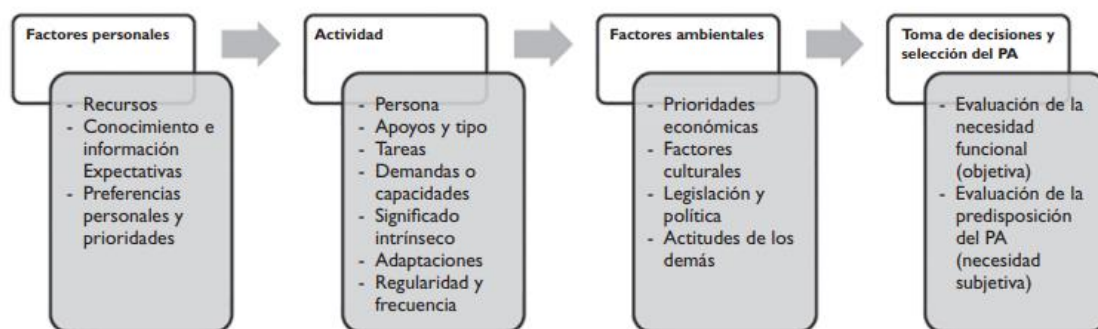 Factores personales
- Recursos
- Conocimiento e
información
Expectativas
- Preferencias
personales y
prioridades
Actividad
- Persona
- Apoyos y tipo
- Tareas
- Demandas o
capacidades
- Significado
intrínseco
- Adaptaciones
- Regularidad y
frecuencia
Factores ambientales
- Prioridades
económicas
- Factores
culturales
- Legislación y
política
- Actitudes de los
demás
Toma de decisiones y
selección del PA
- Evaluación de la
necesidad
funcional
(objetiva)
- Evaluación de la
predisposición
del PA
(necesidad
subjetiva)